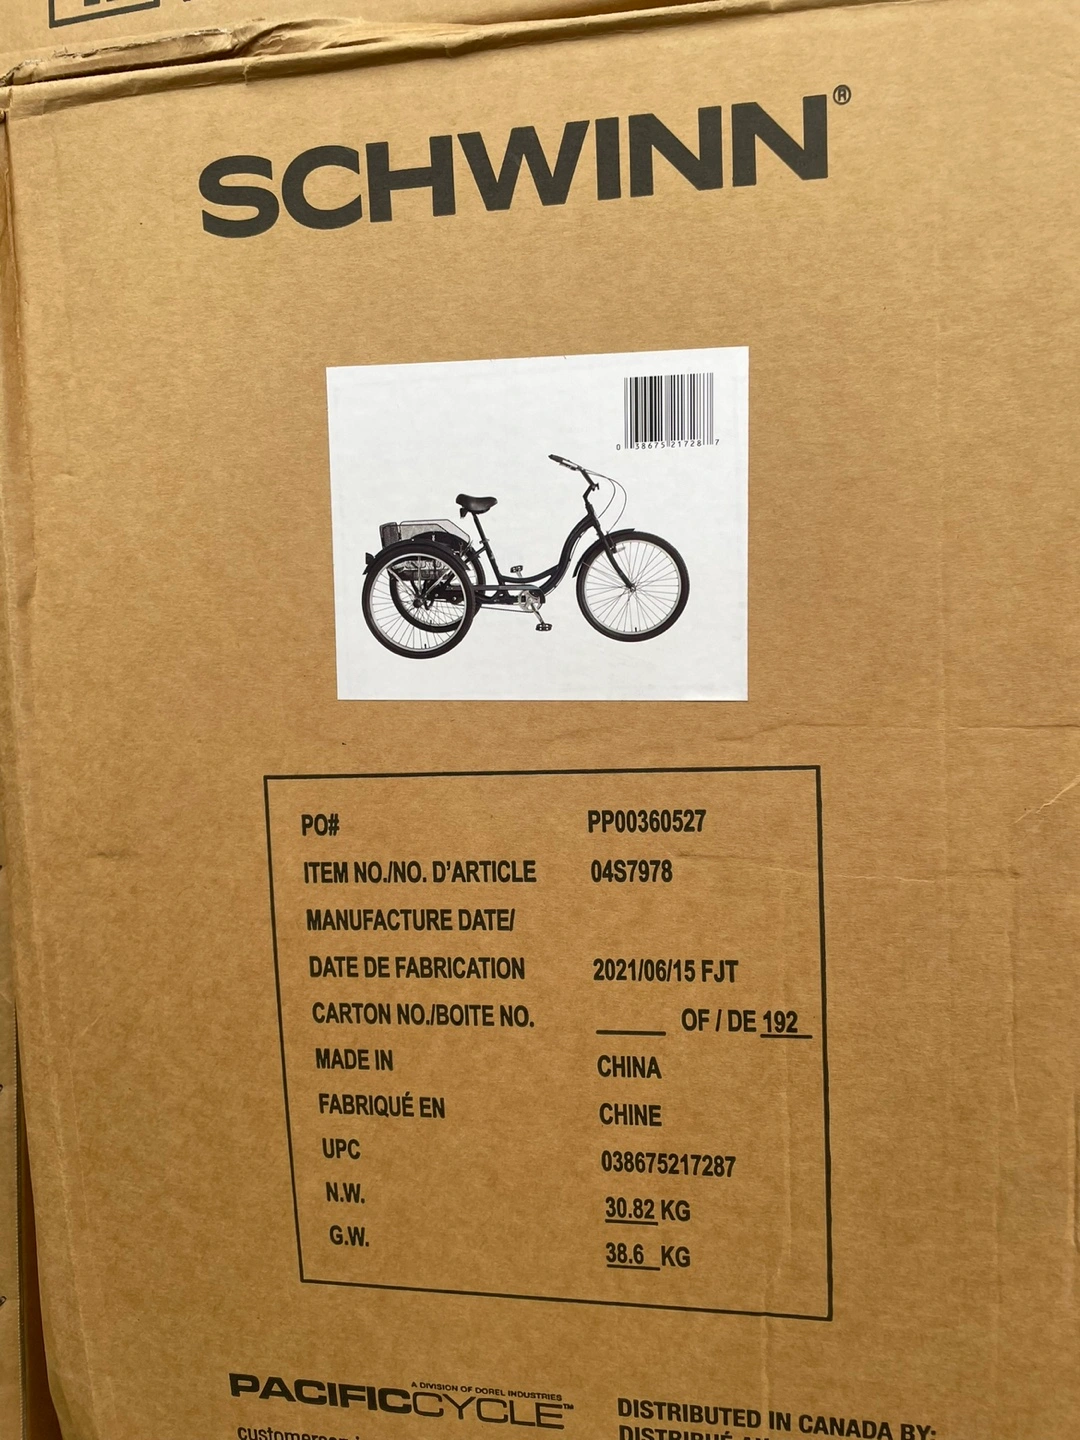 SCHWINN®
0 38675 21728 7
PO# PP00360527
ITEM NO./NO. D'ARTICLE 04S7978
MANUFACTURE DATE/
DATE DE FABRICATION 2021/06/15 FJT
CARTON NO./BOITE NO. ______ OF / DE 192
MADE IN CHINA
FABRIQUÉ EN CHINE
UPC 038675217287
N.W. 30.82 KG
G.W. 38.6 KG
A DIVISION OF DOREL INDUSTRIES
PACIFICCYCLE™
DISTRIBUTED IN CANADA BY: